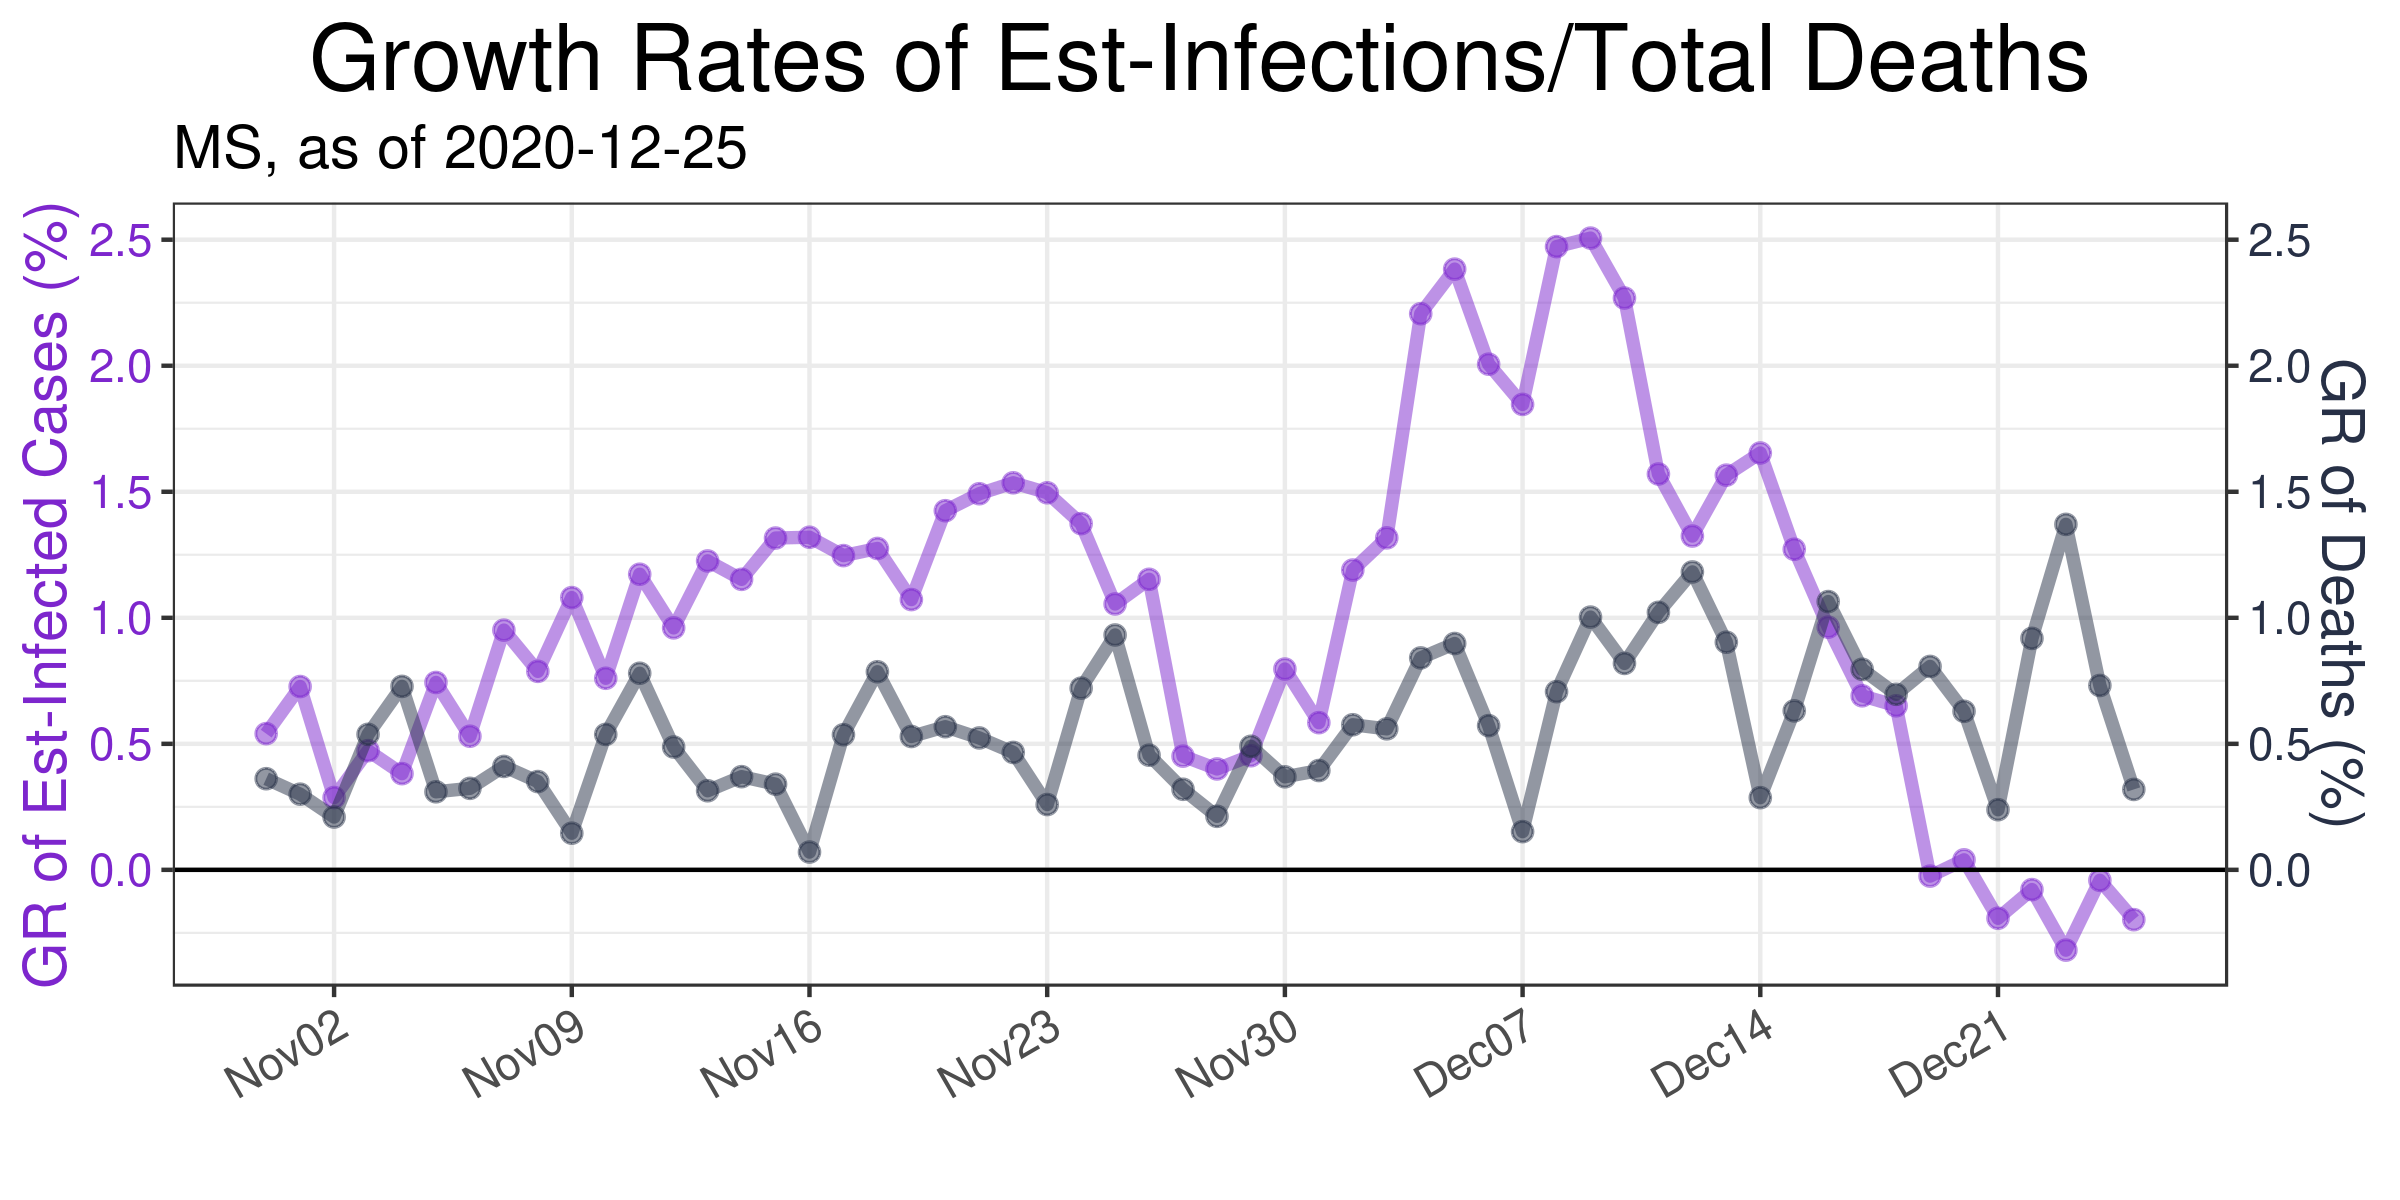 Growth Rates of Est-Infections/Total Deaths
MS, as of 2020-12-25
GR of Est-Infected Cases (%)
2.5
2.0
1.5
1.0
0.5
0.0
2.5
2.0
1.5
1.0
0.5
0.0
GR of Deaths (%)
Nov02
Nov09
Nov16
Nov23
Nov30
Dec07
Dec14
Dec21